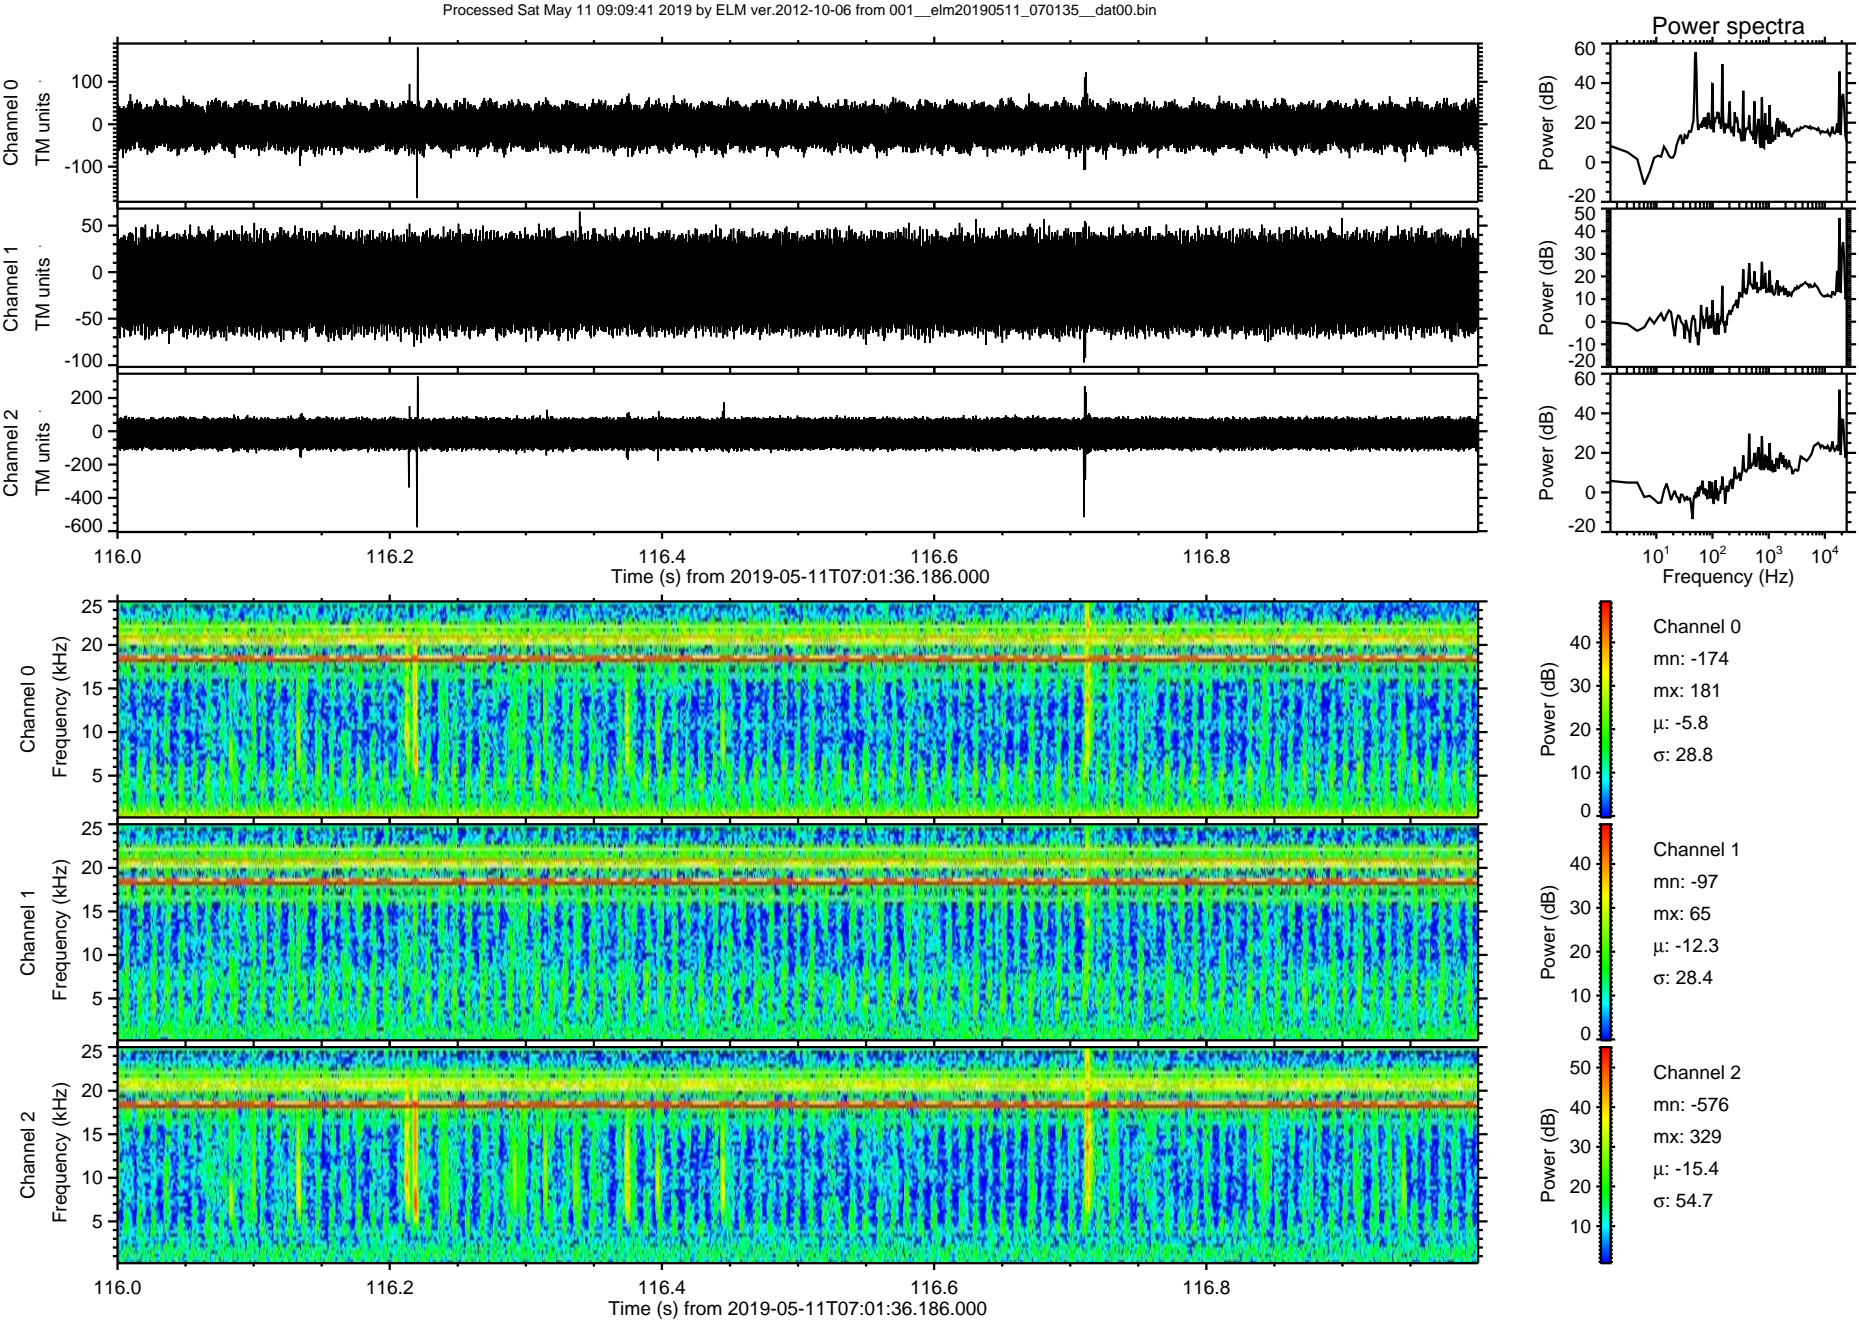 Processed Sat May 11 09:09:41 2019 by ELM ver.2012-10-06 from 001__elm20190511_070135__dat00.bin
Power spectra
Channel 0
TM units
100
0
-100
Power (dB)
60
40
20
0
-20
Channel 1
TM units
50
0
-50
-100
Power (dB)
50
40
30
20
10
0
-10
-20
Channel 2
TM units
200
0
-200
-400
-600
Power (dB)
60
40
20
0
-20
116.0 116.2 116.4 116.6 116.8
Time (s) from 2019-05-11T07:01:36.186.000
10^1 10^2 10^3 10^4
Frequency (Hz)
Channel 0
Frequency (kHz)
25
20
15
10
5
Power (dB)
40
30
20
10
0
Channel 0
mn: -174
mx: 181
μ: -5.8
σ: 28.8
Channel 1
Frequency (kHz)
25
20
15
10
5
Power (dB)
40
30
20
10
0
Channel 1
mn: -97
mx: 65
μ: -12.3
σ: 28.4
Channel 2
Frequency (kHz)
25
20
15
10
5
Power (dB)
50
40
30
20
10
Channel 2
mn: -576
mx: 329
μ: -15.4
σ: 54.7
116.0 116.2 116.4 116.6 116.8
Time (s) from 2019-05-11T07:01:36.186.000